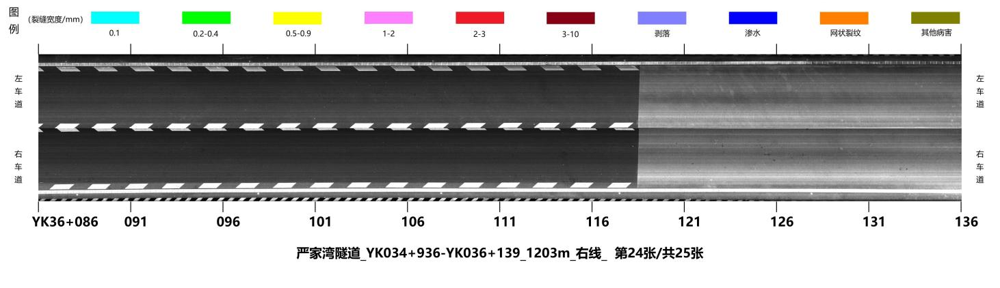 图例 (裂缝宽度/mm) 0.1 0.2-0.4 0.5-0.9 1-2 2-3 3-10 剥落 渗水 网状裂纹 其他病害
左车道 左车道
右车道 右车道
YK36+086 091 096 101 106 111 116 121 126 131 136
严家湾隧道_YK034+936-YK036+139_1203m_右线_ 第24张/共25张